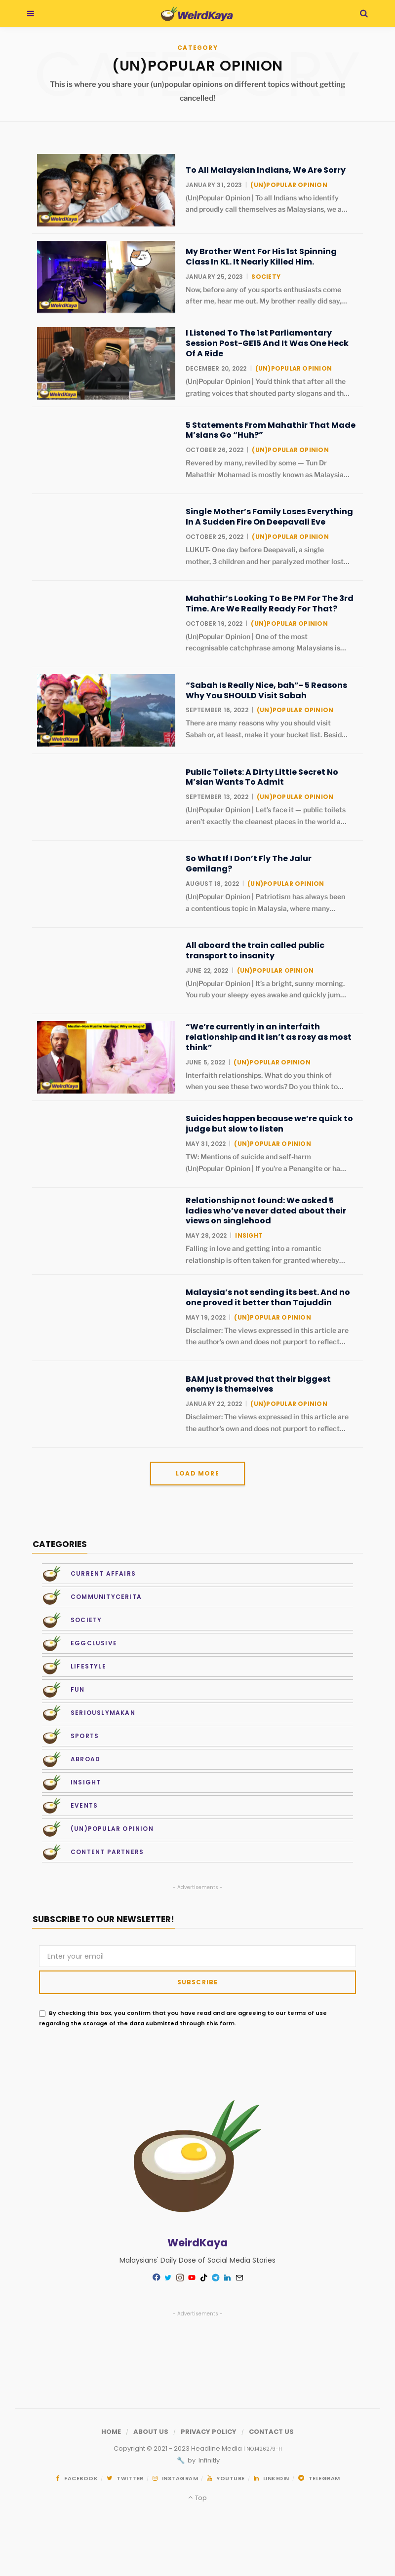 WeirdKaya
CATEGORY
(UN)POPULAR OPINION
This is where you share your (un)popular opinions on different topics without getting
cancelled!
WeirdKaya
To All Malaysian Indians, We Are Sorry
JANUARY 31, 2023 | (UN)POPULAR OPINION
(Un)Popular Opinion | To all Indians who identify
and proudly call themselves as Malaysians, we a...
WeirdKaya
My Brother Went For His 1st Spinning
Class In KL. It Nearly Killed Him.
JANUARY 25, 2023 | SOCIETY
Now, before any of you sports enthusiasts come
after me, hear me out. My brother really did say,...
WeirdKaya
I Listened To The 1st Parliamentary
Session Post-GE15 And It Was One Heck
Of A Ride
DECEMBER 20, 2022 | (UN)POPULAR OPINION
(Un)Popular Opinion | You'd think that after all the
grating voices that shouted party slogans and th...
5 Statements From Mahathir That Made
M'sians Go "Huh?"
OCTOBER 26, 2022 | (UN)POPULAR OPINION
Revered by many, reviled by some — Tun Dr
Mahathir Mohamad is mostly known as Malaysia...
Single Mother's Family Loses Everything
In A Sudden Fire On Deepavali Eve
OCTOBER 25, 2022 | (UN)POPULAR OPINION
LUKUT- One day before Deepavali, a single
mother, 3 children and her paralyzed mother lost...
Mahathir's Looking To Be PM For The 3rd
Time. Are We Really Ready For That?
OCTOBER 19, 2022 | (UN)POPULAR OPINION
(Un)Popular Opinion | One of the most
recognisable catchphrase among Malaysians is...
WeirdKaya
"Sabah Is Really Nice, bah"- 5 Reasons
Why You SHOULD Visit Sabah
SEPTEMBER 16, 2022 | (UN)POPULAR OPINION
There are many reasons why you should visit
Sabah or, at least, make it your bucket list. Besid...
Public Toilets: A Dirty Little Secret No
M'sian Wants To Admit
SEPTEMBER 13, 2022 | (UN)POPULAR OPINION
(Un)Popular Opinion | Let's face it — public toilets
aren't exactly the cleanest places in the world a...
So What If I Don't Fly The Jalur
Gemilang?
AUGUST 18, 2022 | (UN)POPULAR OPINION
(Un)Popular Opinion | Patriotism has always been
a contentious topic in Malaysia, where many...
All aboard the train called public
transport to insanity
JUNE 22, 2022 | (UN)POPULAR OPINION
(Un)Popular Opinion | It's a bright, sunny morning.
You rub your sleepy eyes awake and quickly jum...
Muslim-Non Muslim Marriage: Why so tough?
WeirdKaya
"We're currently in an interfaith
relationship and it isn't as rosy as most
think"
JUNE 5, 2022 | (UN)POPULAR OPINION
Interfaith relationships. What do you think of
when you see these two words? Do you think to...
Suicides happen because we're quick to
judge but slow to listen
MAY 31, 2022 | (UN)POPULAR OPINION
TW: Mentions of suicide and self-harm
(Un)Popular Opinion | If you're a Penangite or ha...
Relationship not found: We asked 5
ladies who've never dated about their
views on singlehood
MAY 28, 2022 | INSIGHT
Falling in love and getting into a romantic
relationship is often taken for granted whereby...
Malaysia's not sending its best. And no
one proved it better than Tajuddin
MAY 19, 2022 | (UN)POPULAR OPINION
Disclaimer: The views expressed in this article are
the author's own and does not purport to reflect...
BAM just proved that their biggest
enemy is themselves
JANUARY 22, 2022 | (UN)POPULAR OPINION
Disclaimer: The views expressed in this article are
the author's own and does not purport to reflect...
LOAD MORE
CATEGORIES
CURRENT AFFAIRS
COMMUNITYCERITA
SOCIETY
EGGCLUSIVE
LIFESTYLE
FUN
SERIOUSLYMAKAN
SPORTS
ABROAD
INSIGHT
EVENTS
(UN)POPULAR OPINION
CONTENT PARTNERS
- Advertisements -
SUBSCRIBE TO OUR NEWSLETTER!
Enter your email
SUBSCRIBE
By checking this box, you confirm that you have read and are agreeing to our terms of use
regarding the storage of the data submitted through this form.
WeirdKaya
Malaysians' Daily Dose of Social Media Stories
- Advertisements -
HOME / ABOUT US / PRIVACY POLICY / CONTACT US
Copyright © 2021 - 2023 Headline Media | NO.1426279-H
by Infinitly
FACEBOOK / TWITTER / INSTAGRAM / YOUTUBE / LINKEDIN / TELEGRAM
Top